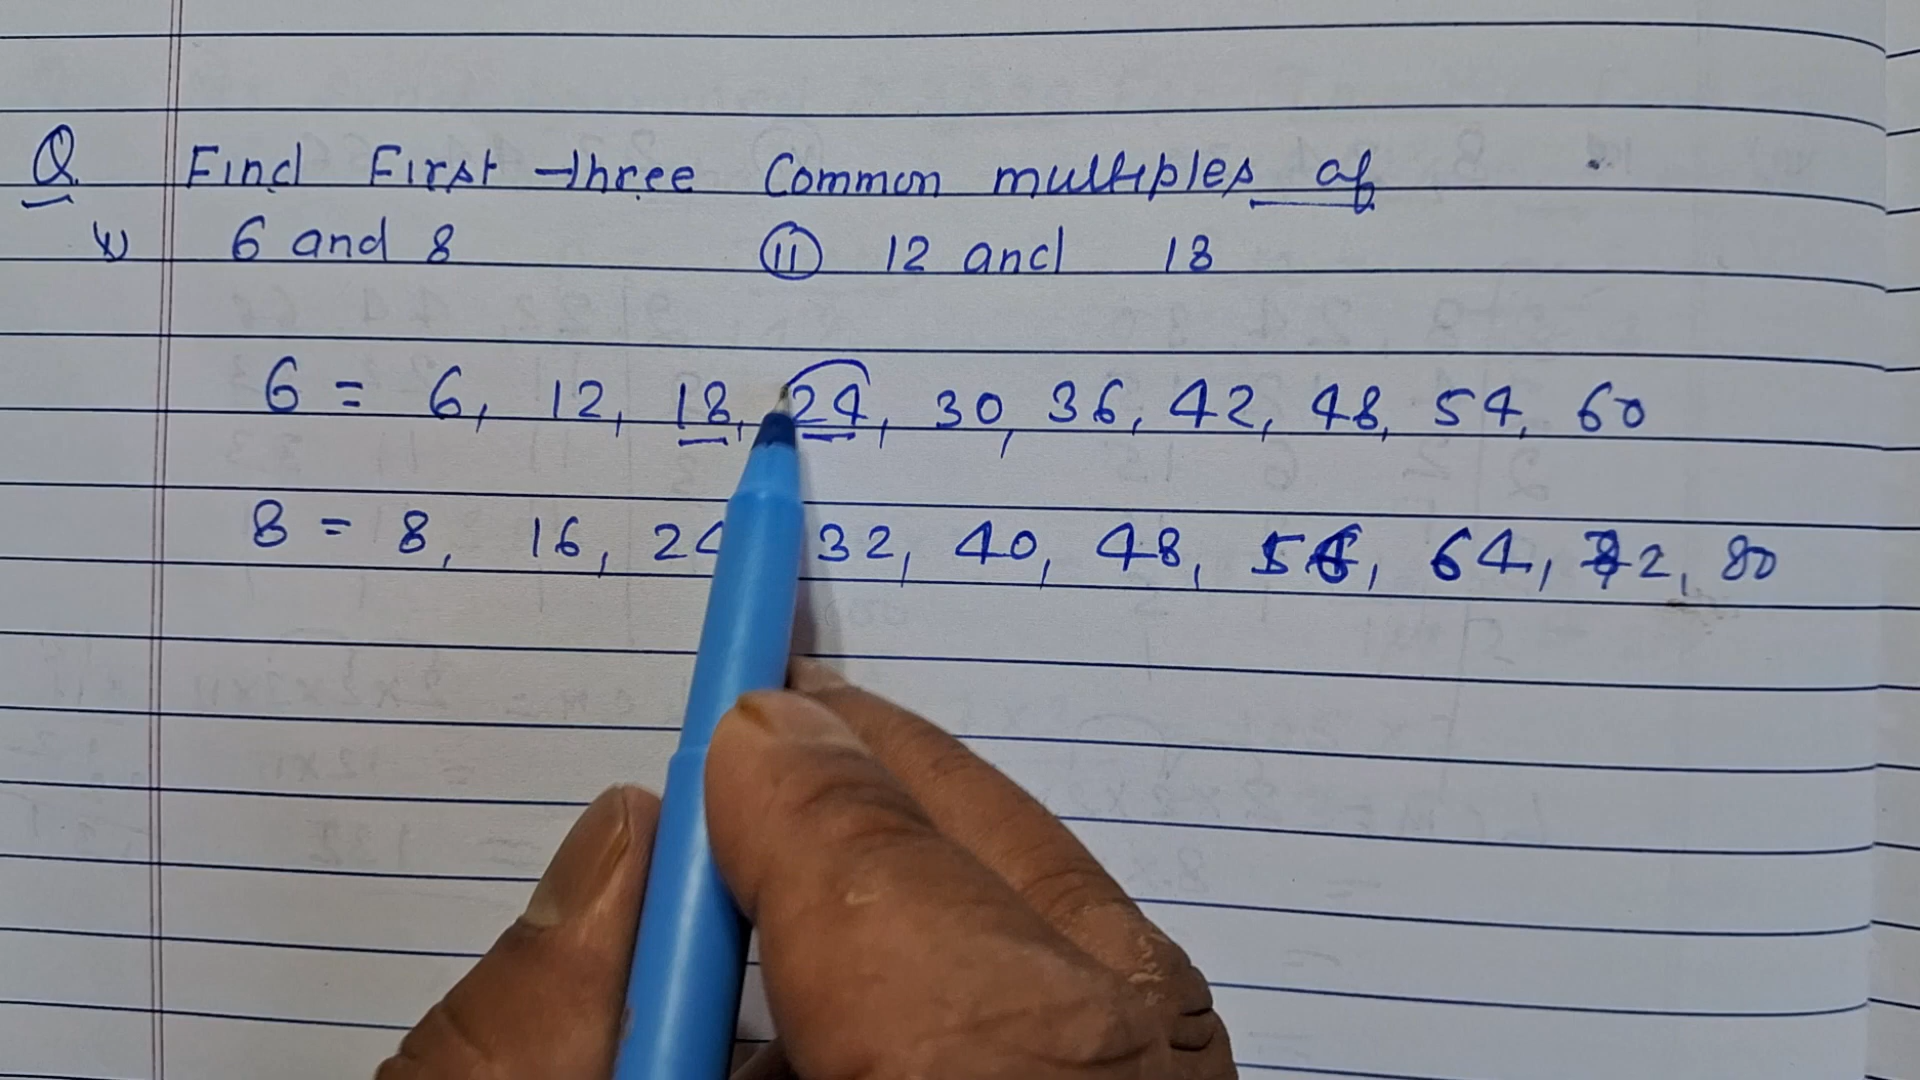 Q Find First three Common multiples of
(i) 6 and 8 (ii) 12 and 18
6 = 6, 12, 18, 24, 30, 36, 42, 48, 54, 60
8 = 8, 16, 24 32, 40, 48, 56, 64, 72, 80